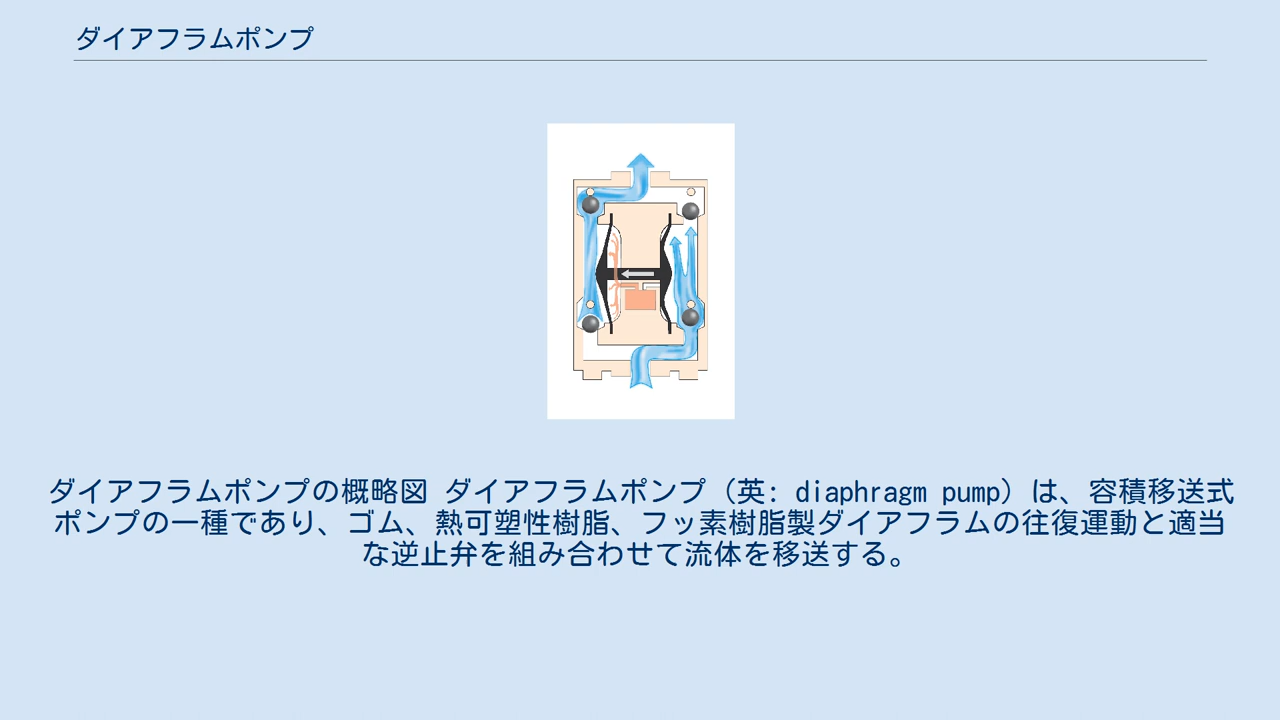 ダイアフラムポンプ
ダイアフラムポンプの概略図 ダイアフラムポンプ（英: diaphragm pump）は、容積移送式
ポンプの一種であり、ゴム、熱可塑性樹脂、フッ素樹脂製ダイアフラムの往復運動と適当
な逆止弁を組み合わせて流体を移送する。